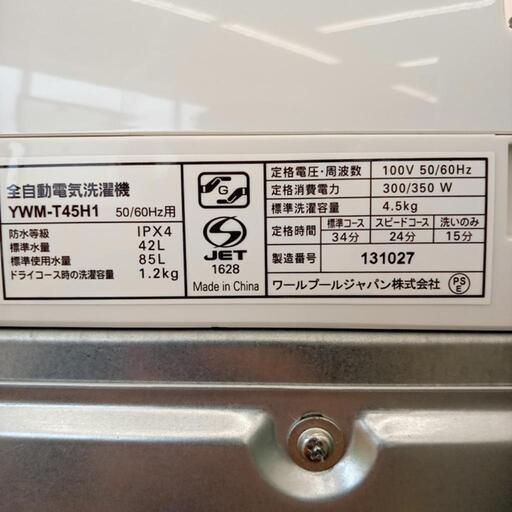 全自動電気洗濯機
YWM-T45H1 50/60Hz用
防水等級 IPX4
標準水量 42L
標準使用水量 85L
ドライコース時の洗濯容量 1.2kg
G
S
JET
1628
Made in China
定格電圧・周波数 100V 50/60Hz
定格消費電力 300/350 W
標準洗濯容量 4.5kg
定格時間 標準コース スピードコース 洗いのみ
34分 24分 15分
製造番号 131027
ワールプールジャパン株式会社
PS
E